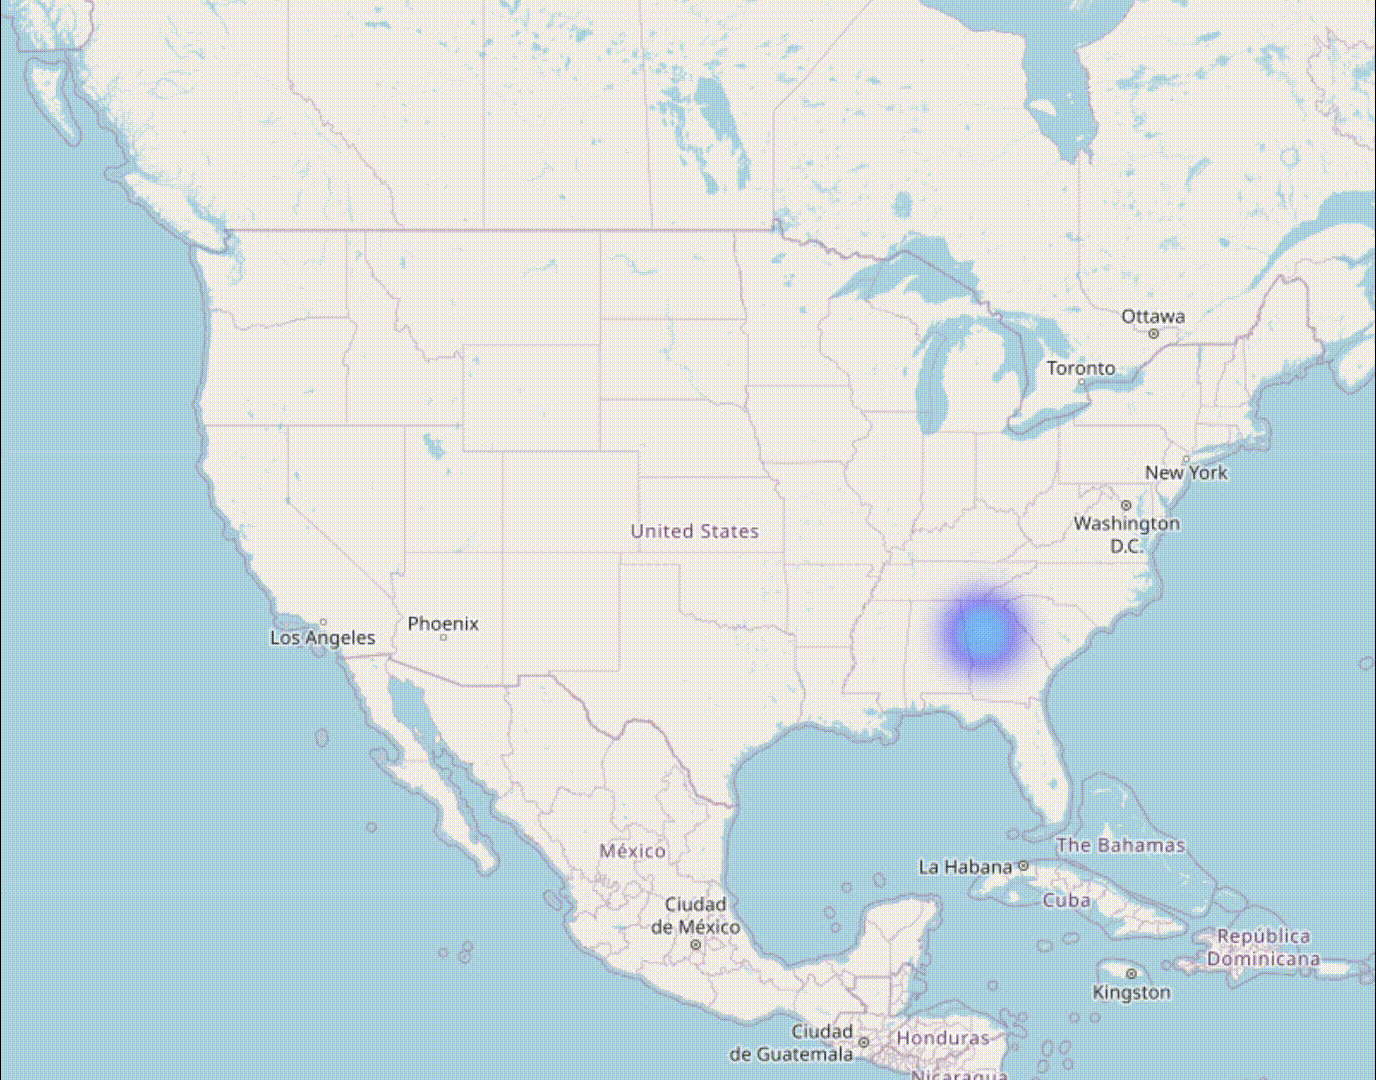 Ottawa
Toronto
New York
Washington
D.C.
United States
Los Angeles
Phoenix
México
The Bahamas
La Habana
Cuba
Ciudad
de México
República
Dominicana
Kingston
Ciudad
de Guatemala
Honduras
Nicaragua